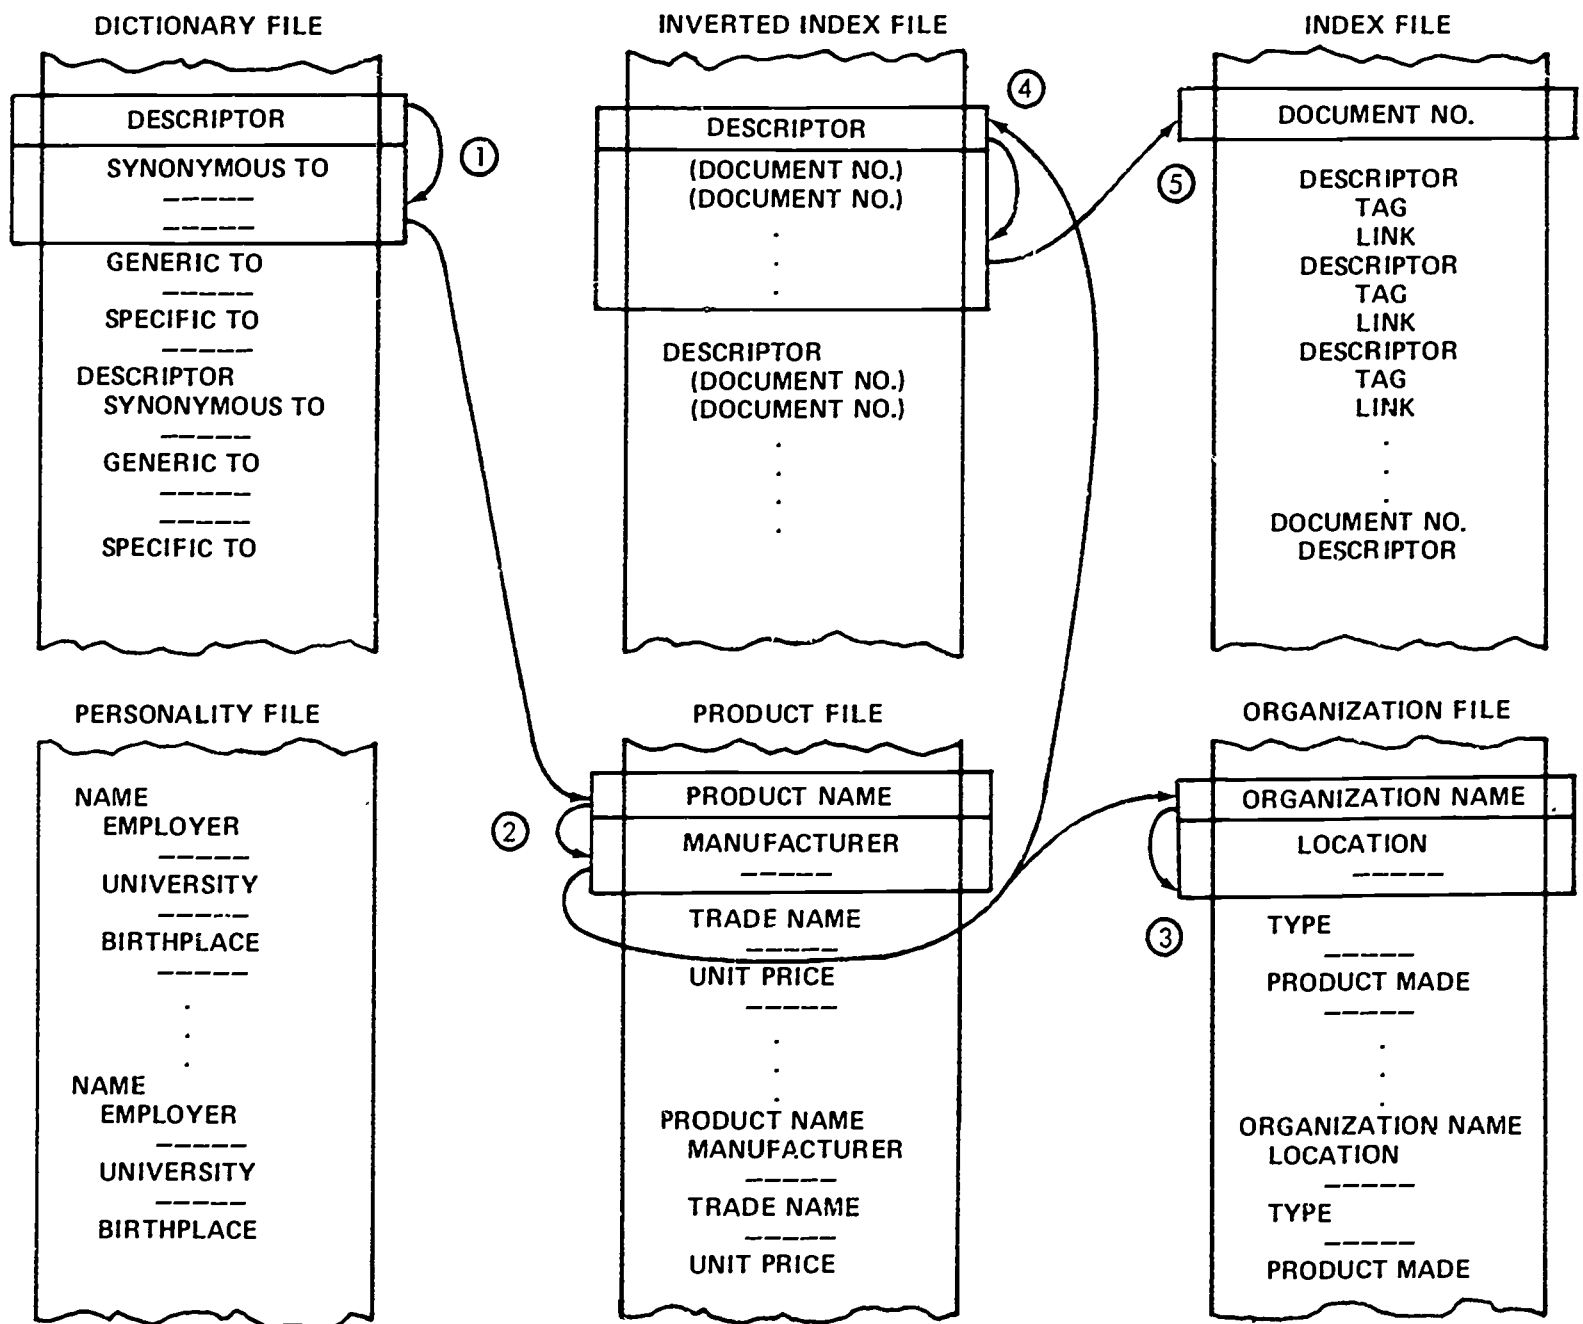 DICTIONARY FILE
DESCRIPTOR
SYNONYMOUS TO
-----
-----
GENERIC TO
-----
SPECIFIC TO
-----
DESCRIPTOR
SYNONYMOUS TO
-----
GENERIC TO
-----
-----
SPECIFIC TO
①
INVERTED INDEX FILE
④
DESCRIPTOR
(DOCUMENT NO.)
(DOCUMENT NO.)
.
.
.
DESCRIPTOR
(DOCUMENT NO.)
(DOCUMENT NO.)
.
.
.
.
INDEX FILE
DOCUMENT NO.
⑤
DESCRIPTOR
TAG
LINK
DESCRIPTOR
TAG
LINK
DESCRIPTOR
TAG
LINK
.
.
.
DOCUMENT NO.
DESCRIPTOR
PERSONALITY FILE
NAME
EMPLOYER
-----
UNIVERSITY
-----
BIRTHPLACE
-----
.
.
.
NAME
EMPLOYER
-----
UNIVERSITY
-----
BIRTHPLACE
PRODUCT FILE
PRODUCT NAME
②
MANUFACTURER
-----
TRADE NAME
-----
UNIT PRICE
-----
.
.
.
PRODUCT NAME
MANUFACTURER
-----
TRADE NAME
-----
UNIT PRICE
ORGANIZATION FILE
ORGANIZATION NAME
LOCATION
-----
③
TYPE
-----
PRODUCT MADE
-----
.
.
.
ORGANIZATION NAME
LOCATION
-----
TYPE
-----
PRODUCT MADE